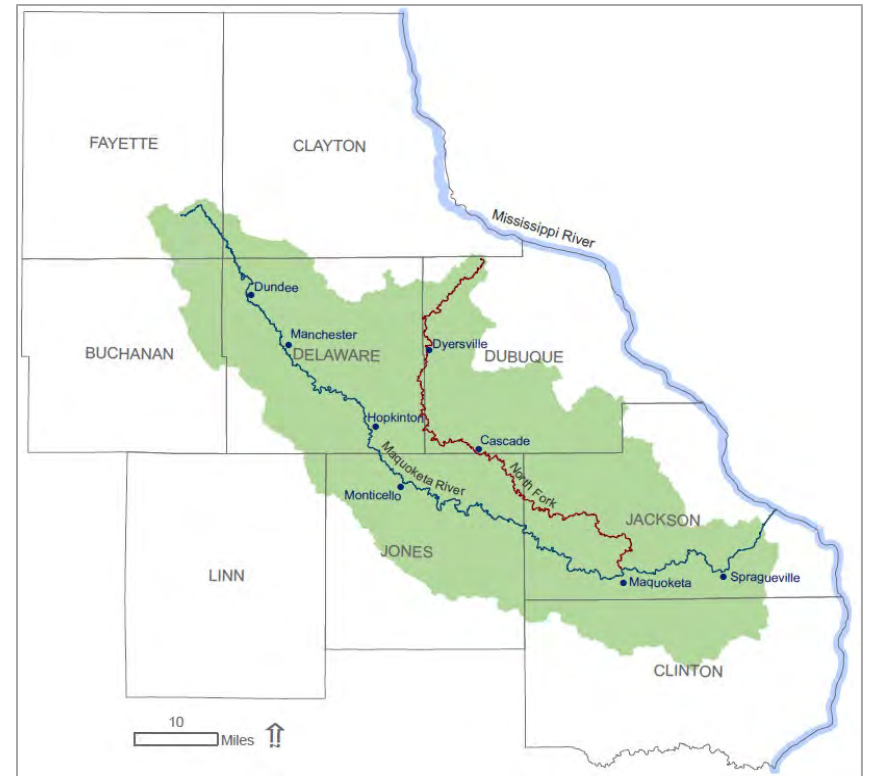 FAYETTE
CLAYTON
Mississippi River
Dundee
Manchester
BUCHANAN
DELAWARE
Dyersville
DUBUQUE
Hopkinton
Cascade
Maquoketa River
North Fork
Monticello
JACKSON
JONES
LINN
Maquoketa
Spragueville
CLINTON
10
Miles